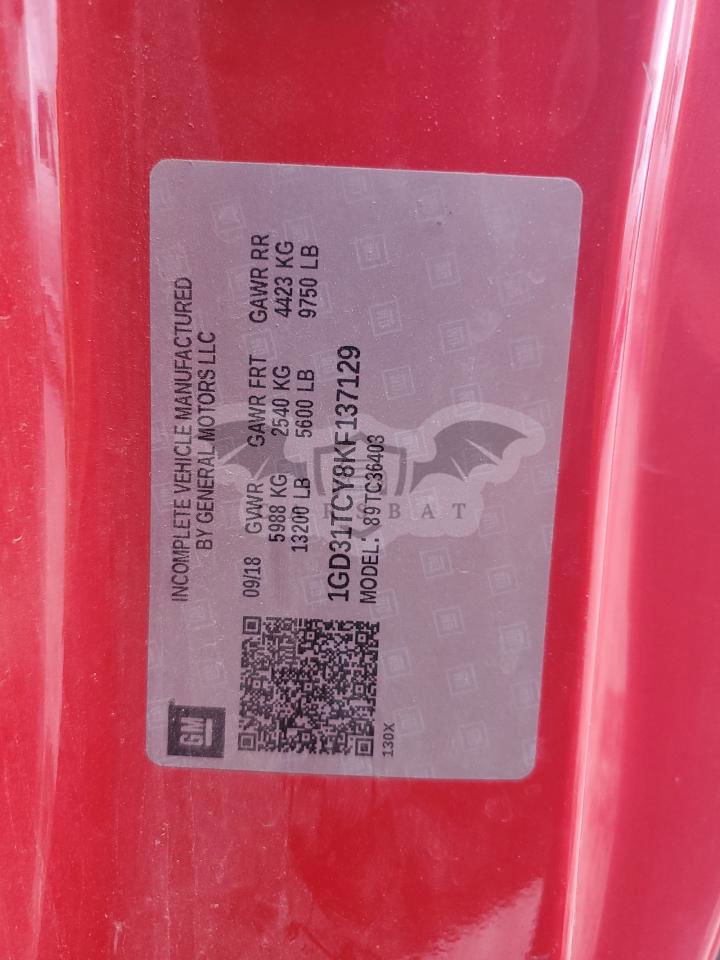 GM
INCOMPLETE VEHICLE MANUFACTURED
BY GENERAL MOTORS LLC
09/18 GVWR GAWR FRT GAWR RR
5988 KG 2540 KG 4423 KG
13200 LB 5600 LB 9750 LB
1GD31TCY8KF137129
MODEL: 89TC36403
130X